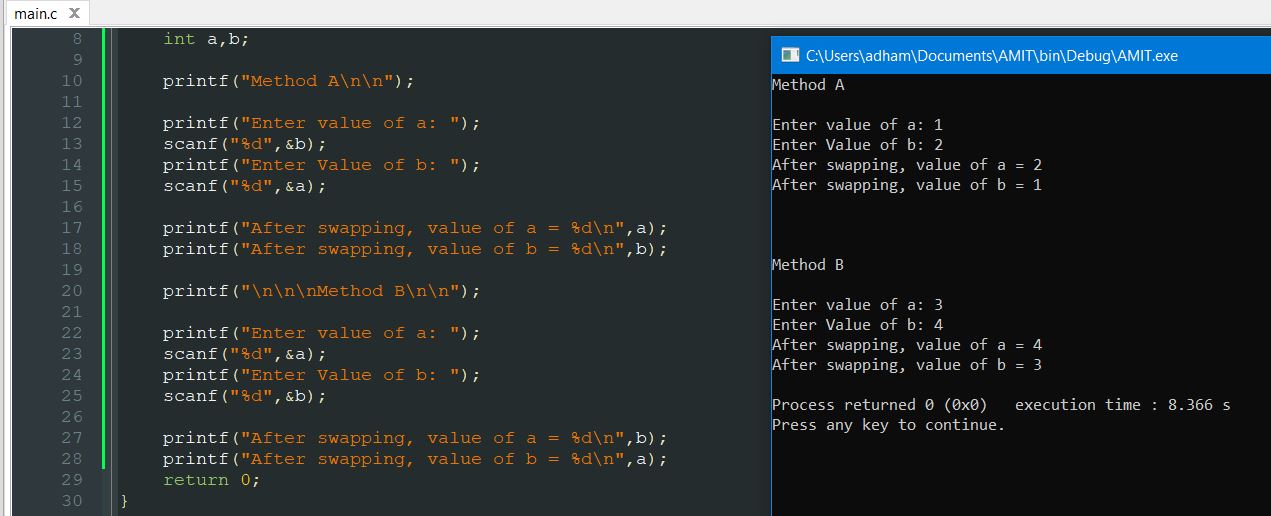 main.c X
8 int a,b;
9
10 printf("Method A\n\n");
11
12 printf("Enter value of a: ");
13 scanf("%d",&b);
14 printf("Enter Value of b: ");
15 scanf("%d",&a);
16
17 printf("After swapping, value of a = %d\n",a);
18 printf("After swapping, value of b = %d\n",b);
19
20 printf("\n\n\nMethod B\n\n");
21
22 printf("Enter value of a: ");
23 scanf("%d",&a);
24 printf("Enter Value of b: ");
25 scanf("%d",&b);
26
27 printf("After swapping, value of a = %d\n",b);
28 printf("After swapping, value of b = %d\n",a);
29 return 0;
30 }
C:\Users\adham\Documents\AMIT\bin\Debug\AMIT.exe
Method A
Enter value of a: 1
Enter Value of b: 2
After swapping, value of a = 2
After swapping, value of b = 1
Method B
Enter value of a: 3
Enter Value of b: 4
After swapping, value of a = 4
After swapping, value of b = 3
Process returned 0 (0x0)   execution time : 8.366 s
Press any key to continue.